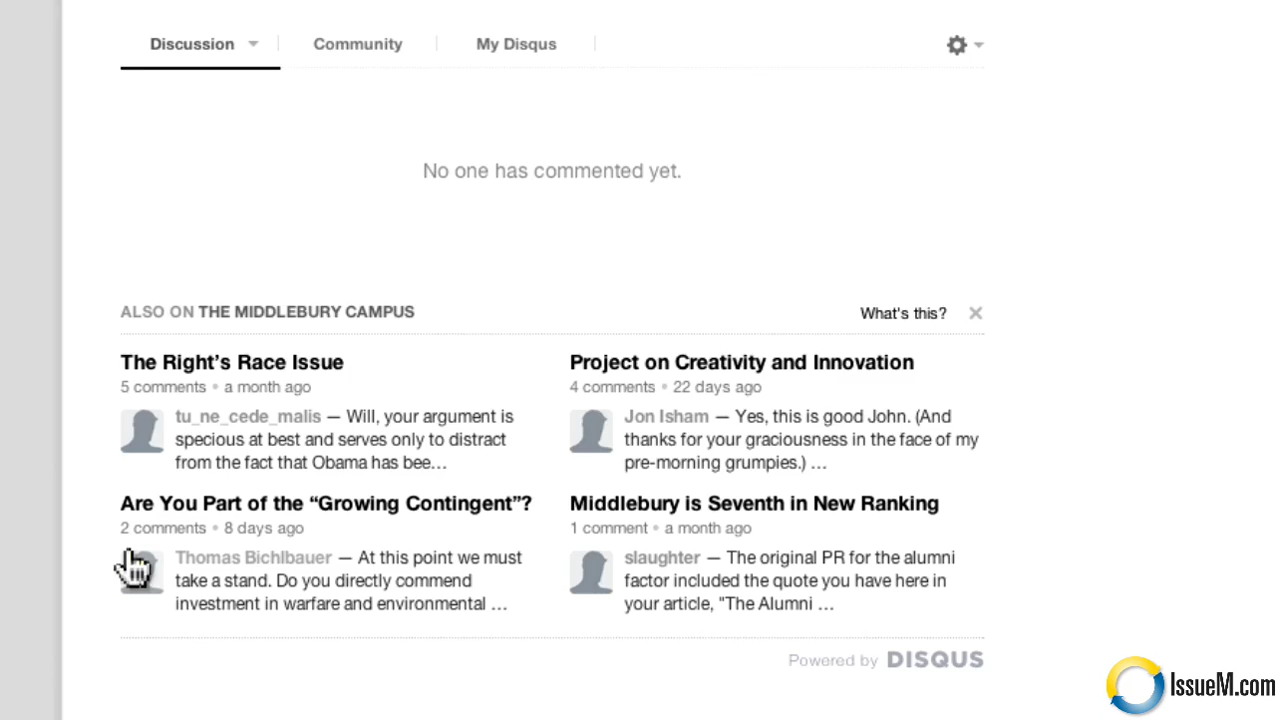 Discussion Community My Disqus
No one has commented yet.
ALSO ON THE MIDDLEBURY CAMPUS What's this?
The Right's Race Issue
5 comments • a month ago
tu_ne_cede_malis — Will, your argument is
specious at best and serves only to distract
from the fact that Obama has bee…
Project on Creativity and Innovation
4 comments • 22 days ago
Jon Isham — Yes, this is good John. (And
thanks for your graciousness in the face of my
pre-morning grumpies.) …
Are You Part of the “Growing Contingent”?
2 comments • 8 days ago
Thomas Bichlbauer — At this point we must
take a stand. Do you directly commend
investment in warfare and environmental …
Middlebury is Seventh in New Ranking
1 comment • a month ago
slaughter — The original PR for the alumni
factor included the quote you have here in
your article, "The Alumni …
Powered by DISQUS
IssueM.com